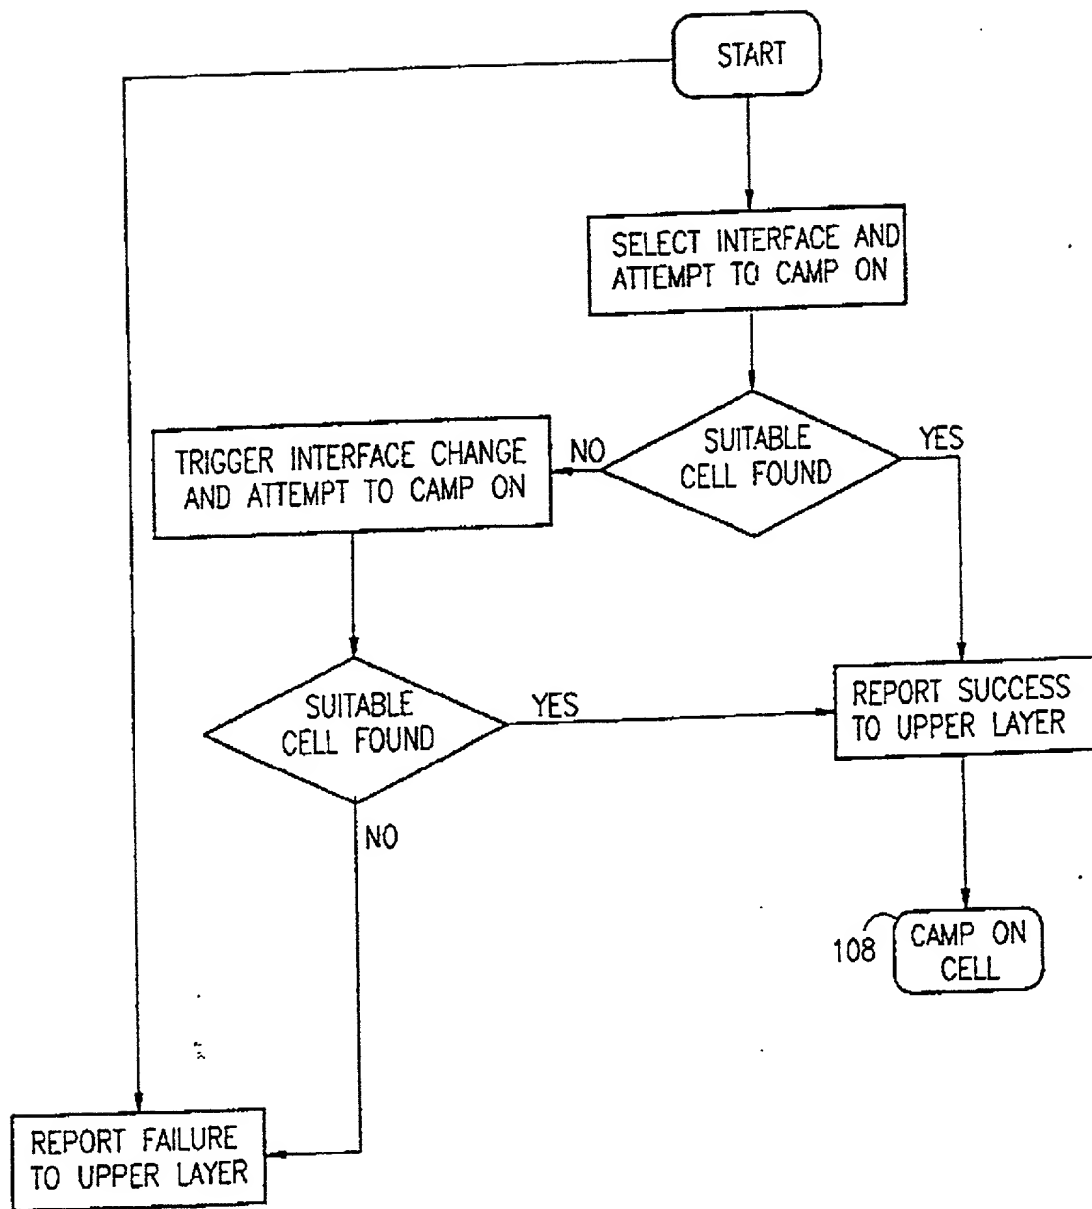 START
SELECT INTERFACE AND
ATTEMPT TO CAMP ON
SUITABLE
CELL FOUND
YES
NO
TRIGGER INTERFACE CHANGE
AND ATTEMPT TO CAMP ON
SUITABLE
CELL FOUND
YES
NO
REPORT SUCCESS
TO UPPER LAYER
108
CAMP ON
CELL
REPORT FAILURE
TO UPPER LAYER